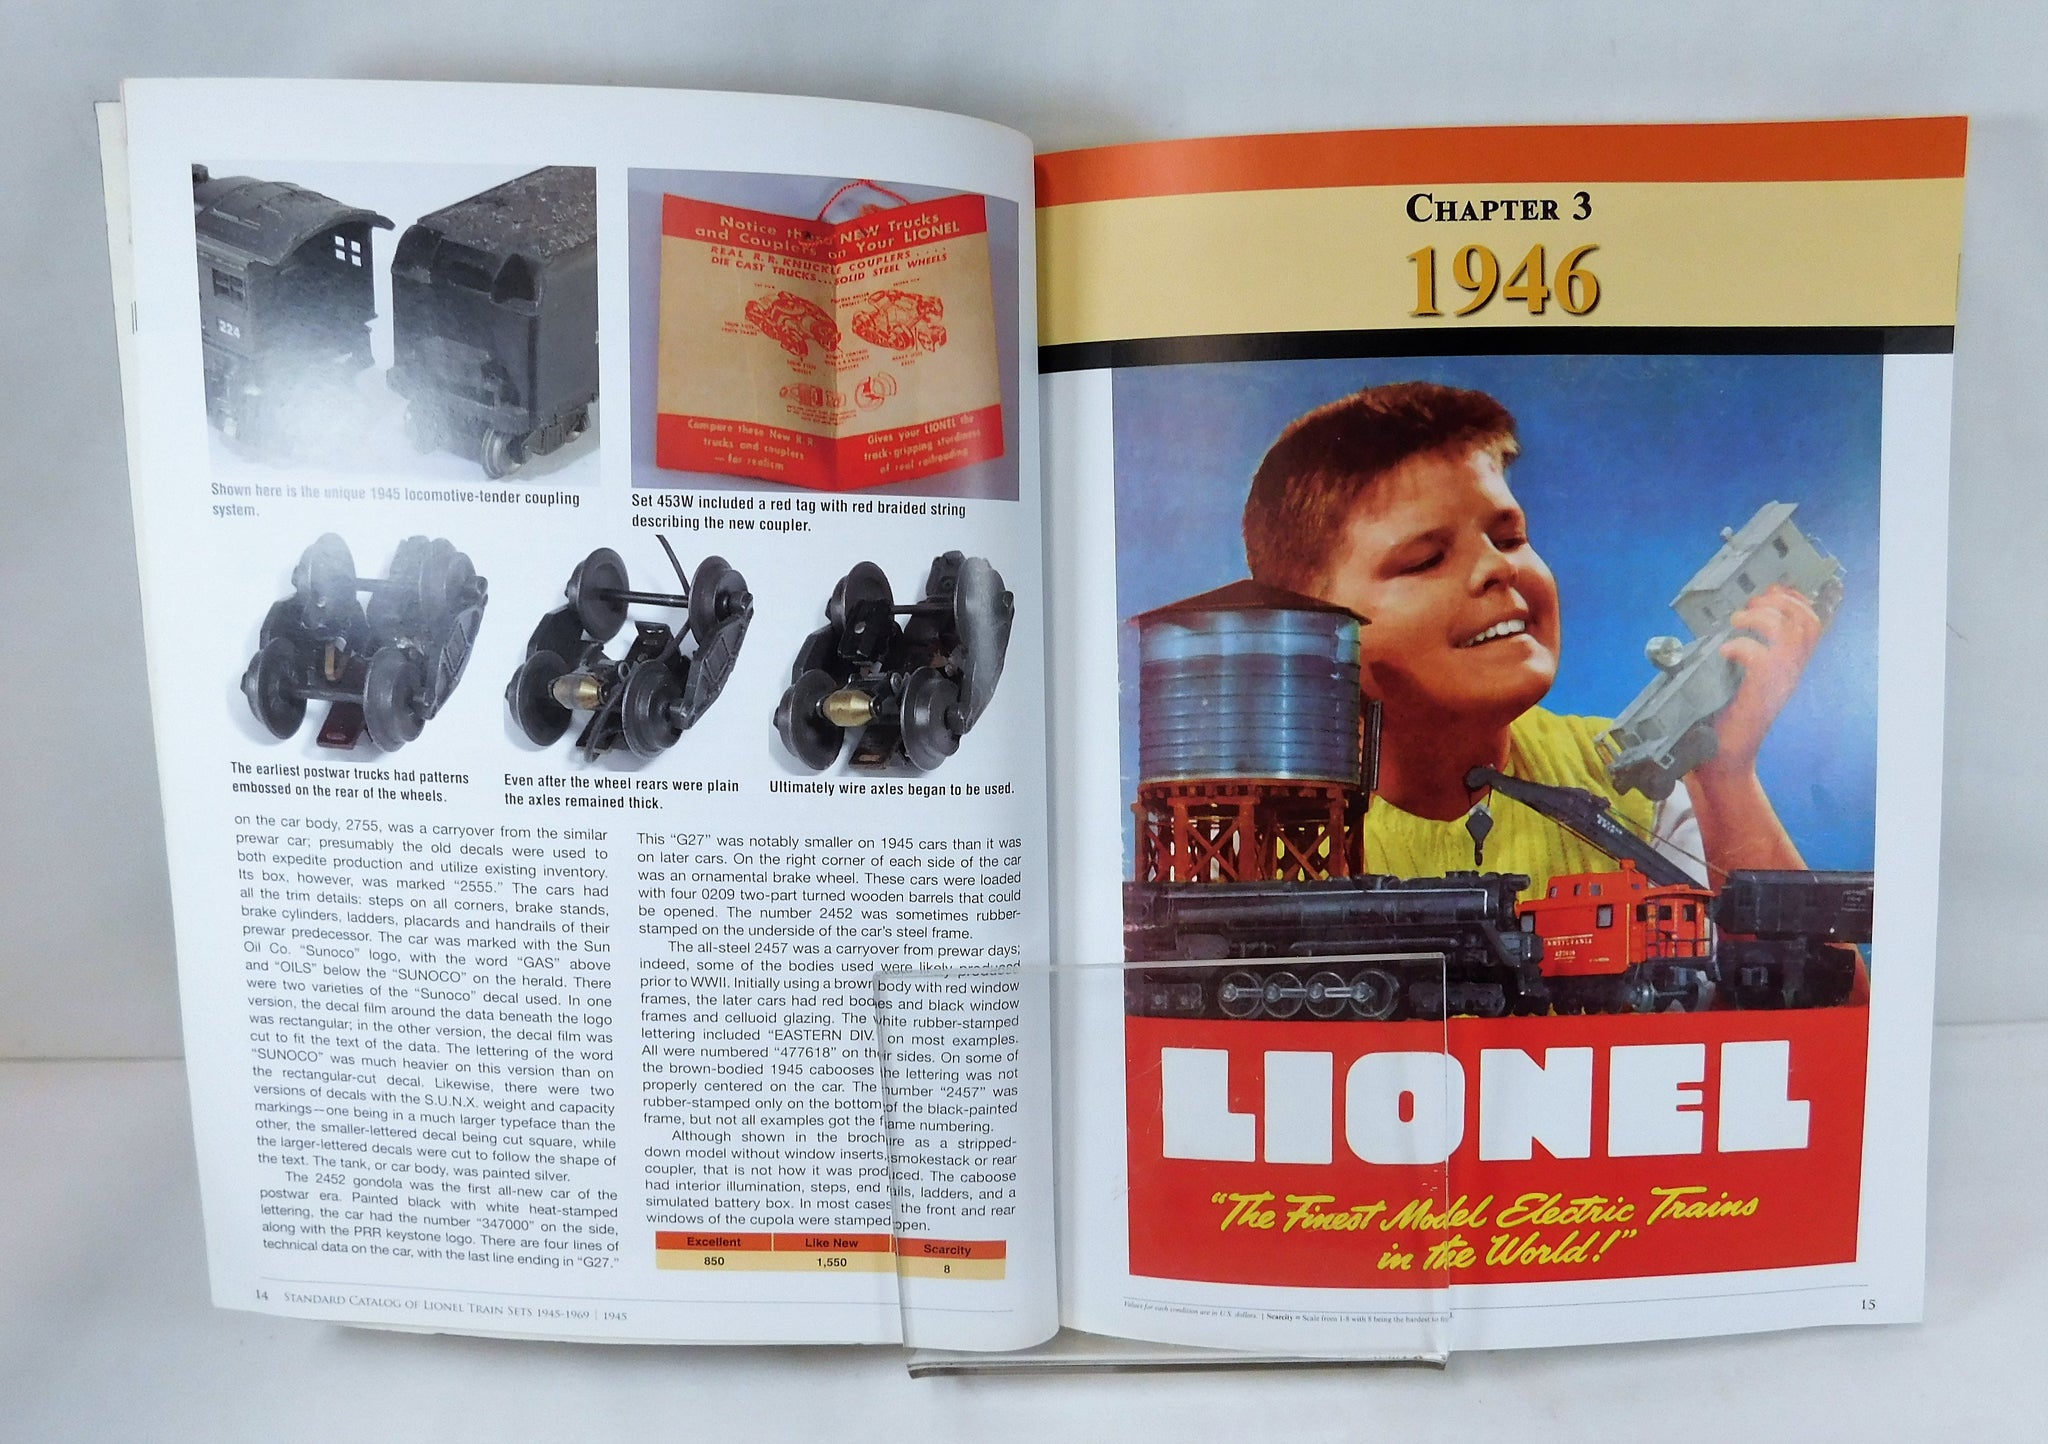 224
Notice these NEW Trucks
and Couplers on Your LIONEL
REAL R.R. KNUCKLE COUPLERS . . . .
DIE CAST TRUCKS...SOLID STEEL WHEELS
Compare these New R.R.
trucks and couplers
— for realism
Gives your LIONEL the
track-gripping sturdiness
of real railroading
Shown here is the unique 1945 locomotive-tender coupling
system.
Set 453W included a red tag with red braided string
describing the new coupler.
The earliest postwar trucks had patterns
embossed on the rear of the wheels.
Even after the wheel rears were plain
the axles remained thick.
Ultimately wire axles began to be used.
on the car body, 2755, was a carryover from the similar
prewar car; presumably the old decals were used to
both expedite production and utilize existing inventory.
Its box, however, was marked “2555.” The cars had
all the trim details: steps on all corners, brake stands,
brake cylinders, ladders, placards and handrails of their
prewar predecessor. The car was marked with the Sun
Oil Co. “Sunoco” logo, with the word “GAS” above
and “OILS” below the “SUNOCO” on the herald. There
were two varieties of the “Sunoco” decal used. In one
version, the decal film around the data beneath the logo
was rectangular; in the other version, the decal film was
cut to fit the text of the data. The lettering of the word
“SUNOCO” was much heavier on this version than on
the rectangular-cut decal. Likewise, there were two
versions of decals with the S.U.N.X. weight and capacity
markings—one being in a much larger typeface than the
other, the smaller-lettered decal being cut square, while
the larger-lettered decals were cut to follow the shape of
the text. The tank, or car body, was painted silver.
The 2452 gondola was the first all-new car of the
postwar era. Painted black with white heat-stamped
lettering, the car had the number “347000” on the side,
along with the PRR keystone logo. There are four lines of
technical data on the car, with the last line ending in “G27.”
This “G27” was notably smaller on 1945 cars than it was
on later cars. On the right corner of each side of the car
was an ornamental brake wheel. These cars were loaded
with four 0209 two-part turned wooden barrels that could
be opened. The number 2452 was sometimes rubber-
stamped on the underside of the car’s steel frame.
The all-steel 2457 was a carryover from prewar days;
indeed, some of the bodies used were likely produced
prior to WWII. Initially using a brown body with red window
frames, the later cars had red bodies and black window
frames and celluoid glazing. The white rubber-stamped
lettering included “EASTERN DIV. on most examples.
All were numbered “477618” on their sides. On some of
the brown-bodied 1945 cabooses the lettering was not
properly centered on the car. The number “2457” was
rubber-stamped only on the bottom of the black-painted
frame, but not all examples got the frame numbering.
Although shown in the brochure as a stripped-
down model without window inserts, smokestack or rear
coupler, that is not how it was produced. The caboose
had interior illumination, steps, end rails, ladders, and a
simulated battery box. In most cases the front and rear
windows of the cupola were stamped open.
Excellent Like New Scarcity
850 1,550 8
14 STANDARD CATALOG OF LIONEL TRAIN SETS 1945-1969 | 1945
CHAPTER 3
1946
LIONEL
“The Finest Model Electric Trains
in the World!”
Values for each condition are in U.S. dollars. | Scarcity = Scale from 1-8 with 8 being the hardest to
15